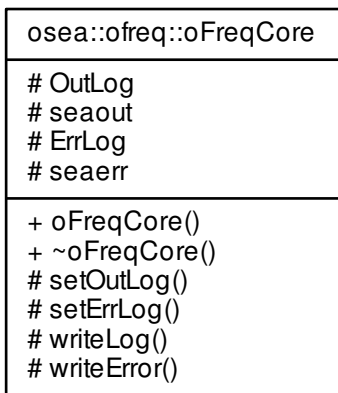 osea::ofreq::oFreqCore
# OutLog
# seaout
# ErrLog
# seaerr
+ oFreqCore()
+ ~oFreqCore()
# setOutLog()
# setErrLog()
# writeLog()
# writeError()